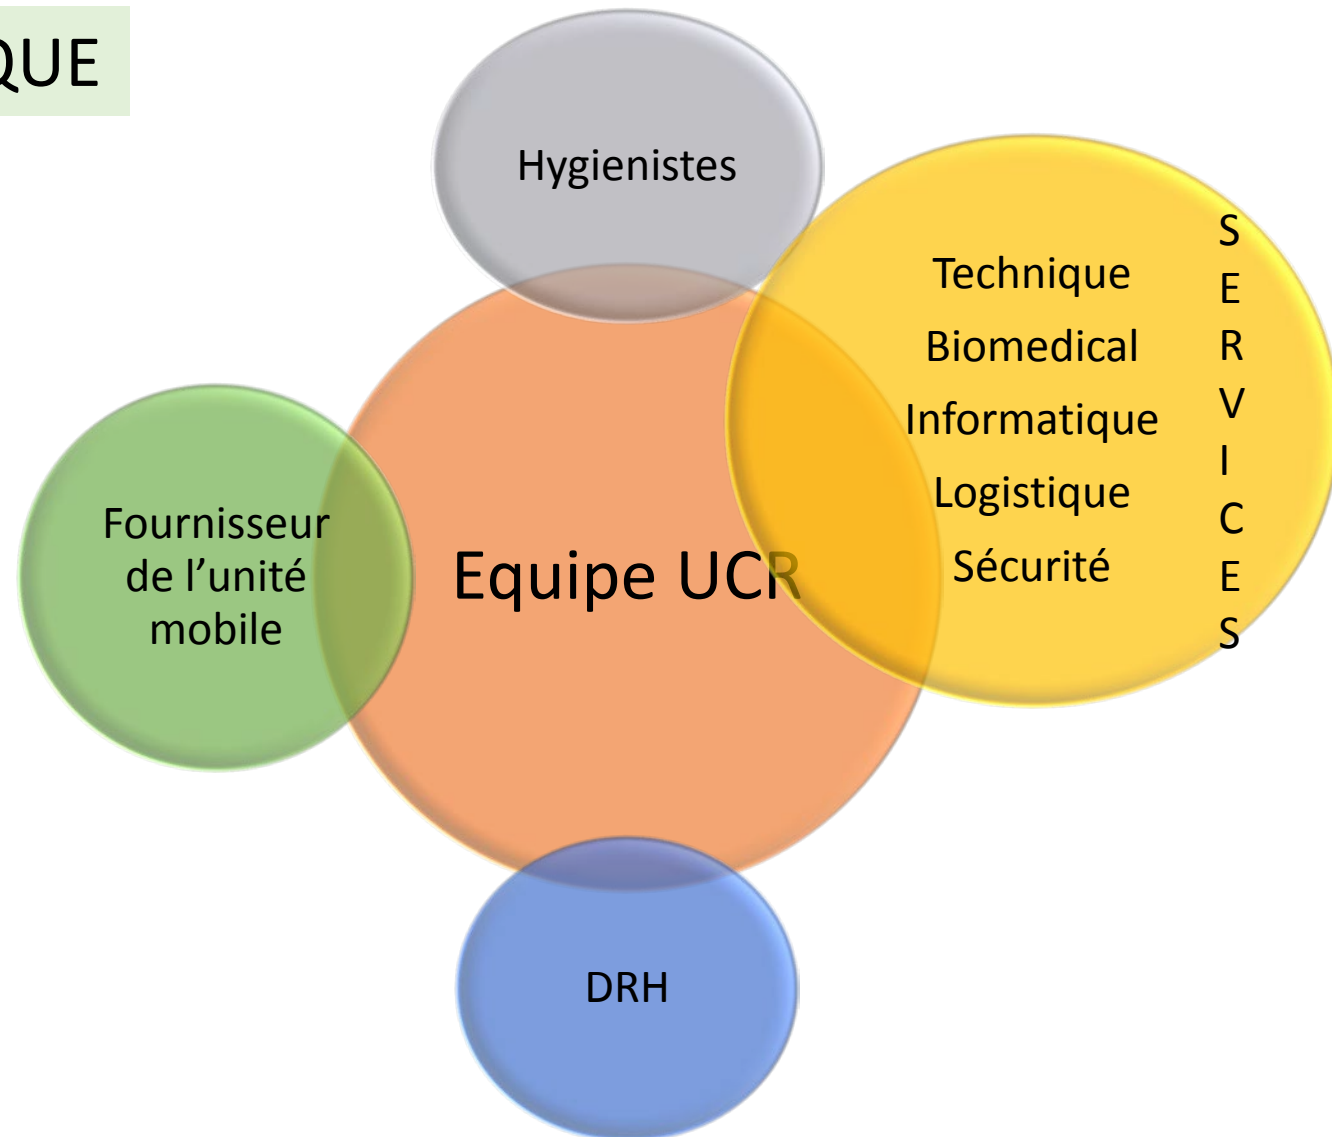 QUE
Hygienistes
Technique
Biomedical
Informatique
Logistique
Sécurité
S
E
R
V
I
C
E
S
Fournisseur
de l’unité
mobile
Equipe UCR
DRH